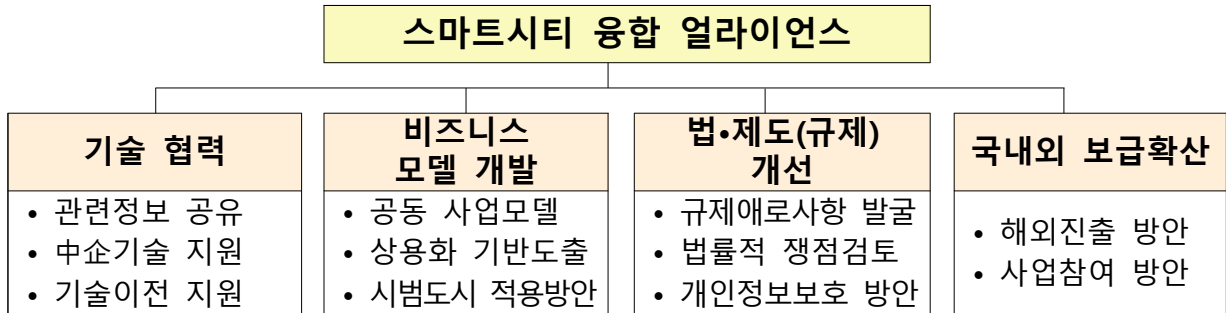 스마트시티 융합 얼라이언스
기술 협력
• 관련정보 공유
• 中企기술 지원
• 기술이전 지원
비즈니스
모델 개발
• 공동 사업모델
• 상용화 기반도출
• 시범도시 적용방안
법•제도(규제)
개선
• 규제애로사항 발굴
• 법률적 쟁점검토
• 개인정보보호 방안
국내외 보급확산
• 해외진출 방안
• 사업참여 방안